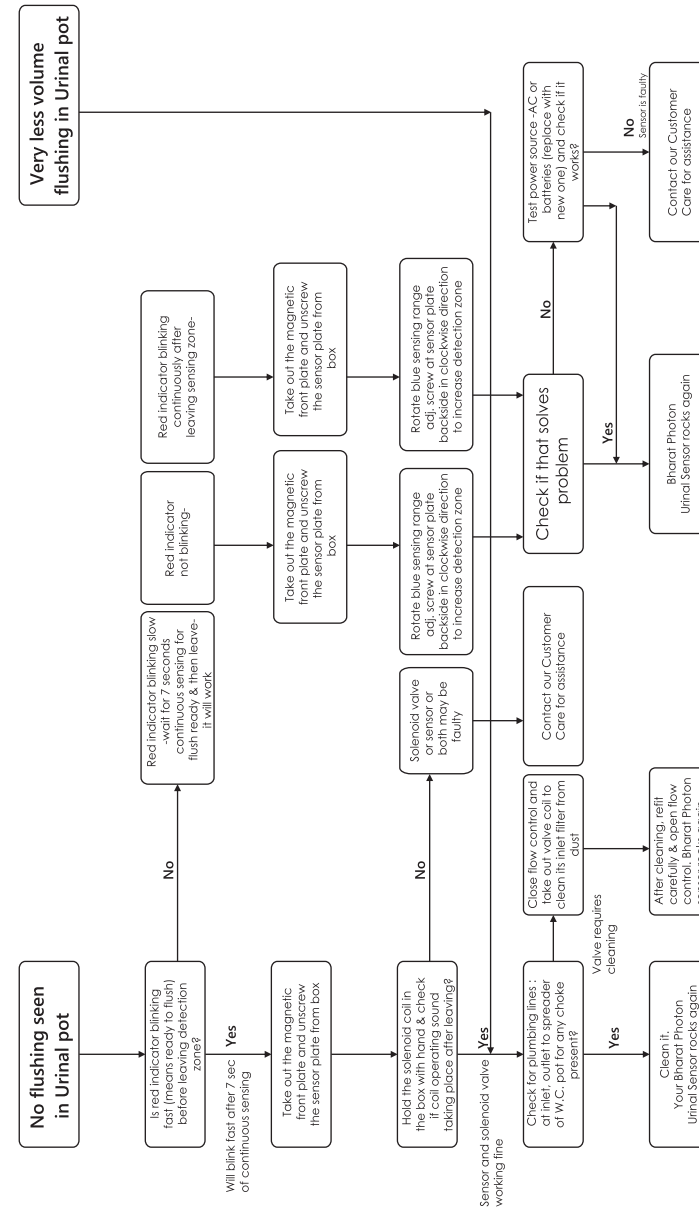 No flushing seen
in Urinal pot
Very less volume
flushing in Urinal pot
Is red indicator blinking
fast (means ready to flush)
before leaving detection
zone?
No
Red indicator blinking slow
-wait for 7 seconds
continuous sensing for
flush ready & then leave-
it will work
Red indicator
not blinking-
Red indicator blinking
continuously after
leaving sensing zone-
Will blink fast after 7 sec
of continuous sensing
Yes
Take out the magnetic
front plate and unscrew
the sensor plate from box
Take out the magnetic
front plate and unscrew
the sensor plate from
box
Take out the magnetic
front plate and unscrew
the sensor plate from
box
Hold the solenoid coil in
the box with hand & check
if coil operating sound
taking place after leaving?
No
Solenoid valve
or sensor or
both may be
faulty
Rotate blue sensing range
adj. screw at sensor plate
backside in clockwise direction
to increase detection zone
Rotate blue sensing range
adj. screw at sensor plate
backside in clockwise direction
to increase detection zone
Sensor and solenoid valve
working fine
Yes
Check for plumbing lines :
at inlet, outlet to spreader
of W.C. pot for any choke
present?
Valve requires
cleaning
Close flow control and
take out valve coil to
clean its inlet filter from
dust
Contact our Customer
Care for assistance
Check if that solves
problem
No
Test power source -AC or
batteries (replace with
new one) and check if it
works?
Yes
Yes
No
Sensor is faulty
Clean it.
Your Bharat Photon
Urinal Sensor rocks again
After cleaning, refit
carefully & open flow
control. Bharat Photon
Bharat Photon
Urinal Sensor rocks again
Contact our Customer
Care for assistance